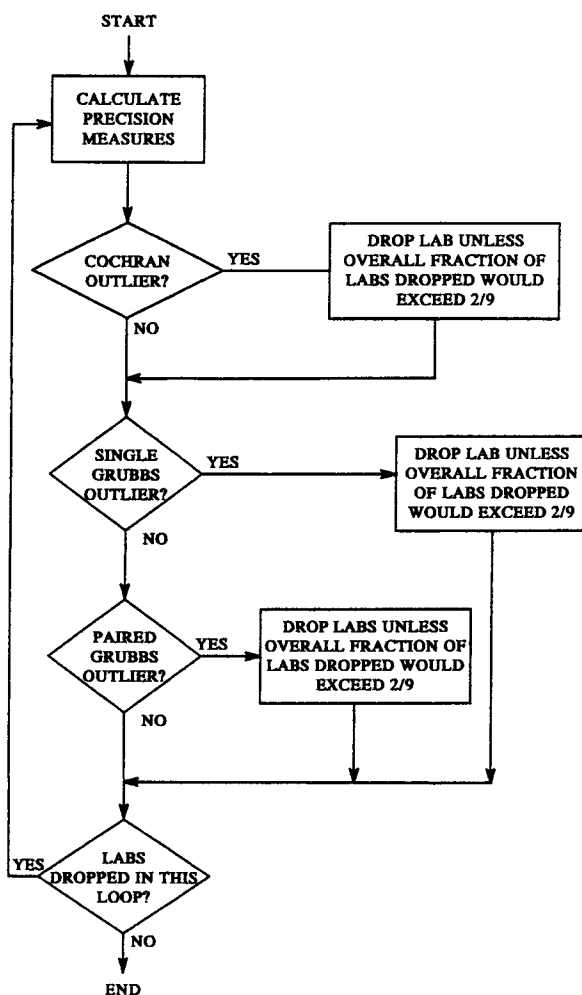 START
CALCULATE
PRECISION
MEASURES
COCHRAN
OUTLIER?
YES
DROP LAB UNLESS
OVERALL FRACTION OF
LABS DROPPED WOULD
EXCEED 2/9
NO
SINGLE
GRUBBS
OUTLIER?
YES
DROP LAB UNLESS
OVERALL FRACTION
OF LABS DROPPED
WOULD EXCEED 2/9
NO
PAIRED
GRUBBS
OUTLIER?
YES
DROP LABS UNLESS
OVERALL FRACTION OF
LABS DROPPED WOULD
EXCEED 2/9
NO
YES
LABS
DROPPED IN THIS
LOOP?
NO
END